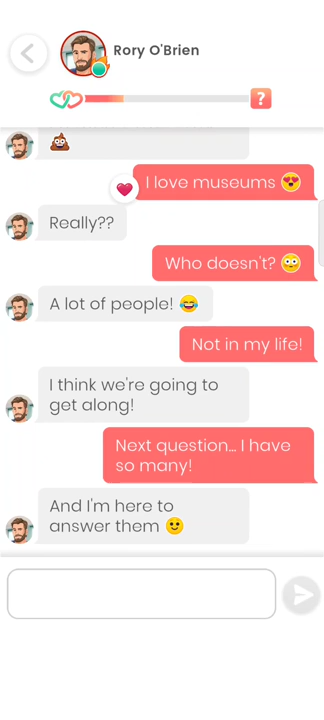 Rory O'Brien
?
💩
I love museums 😍
Really??
Who doesn't? 😳
A lot of people! 😂
Not in my life!
I think we're going to
get along!
Next question... I have
so many!
And I'm here to
answer them 🙂